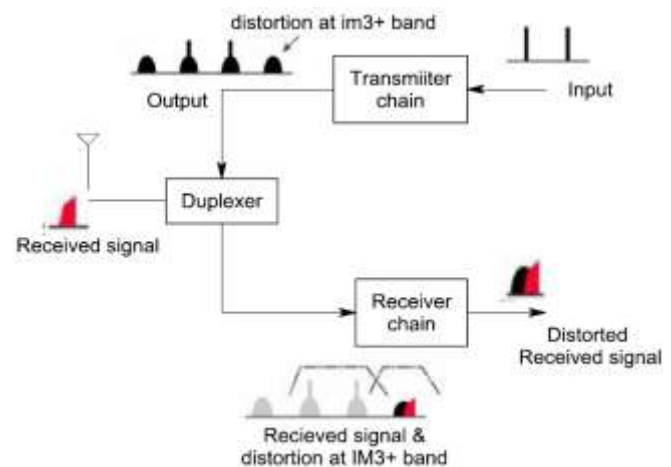 distortion at im3+ band
Output
Transmiiter
chain
Input
Duplexer
Received signal
Receiver
chain
Distorted
Received signal
Recieved signal &
distortion at IM3+ band